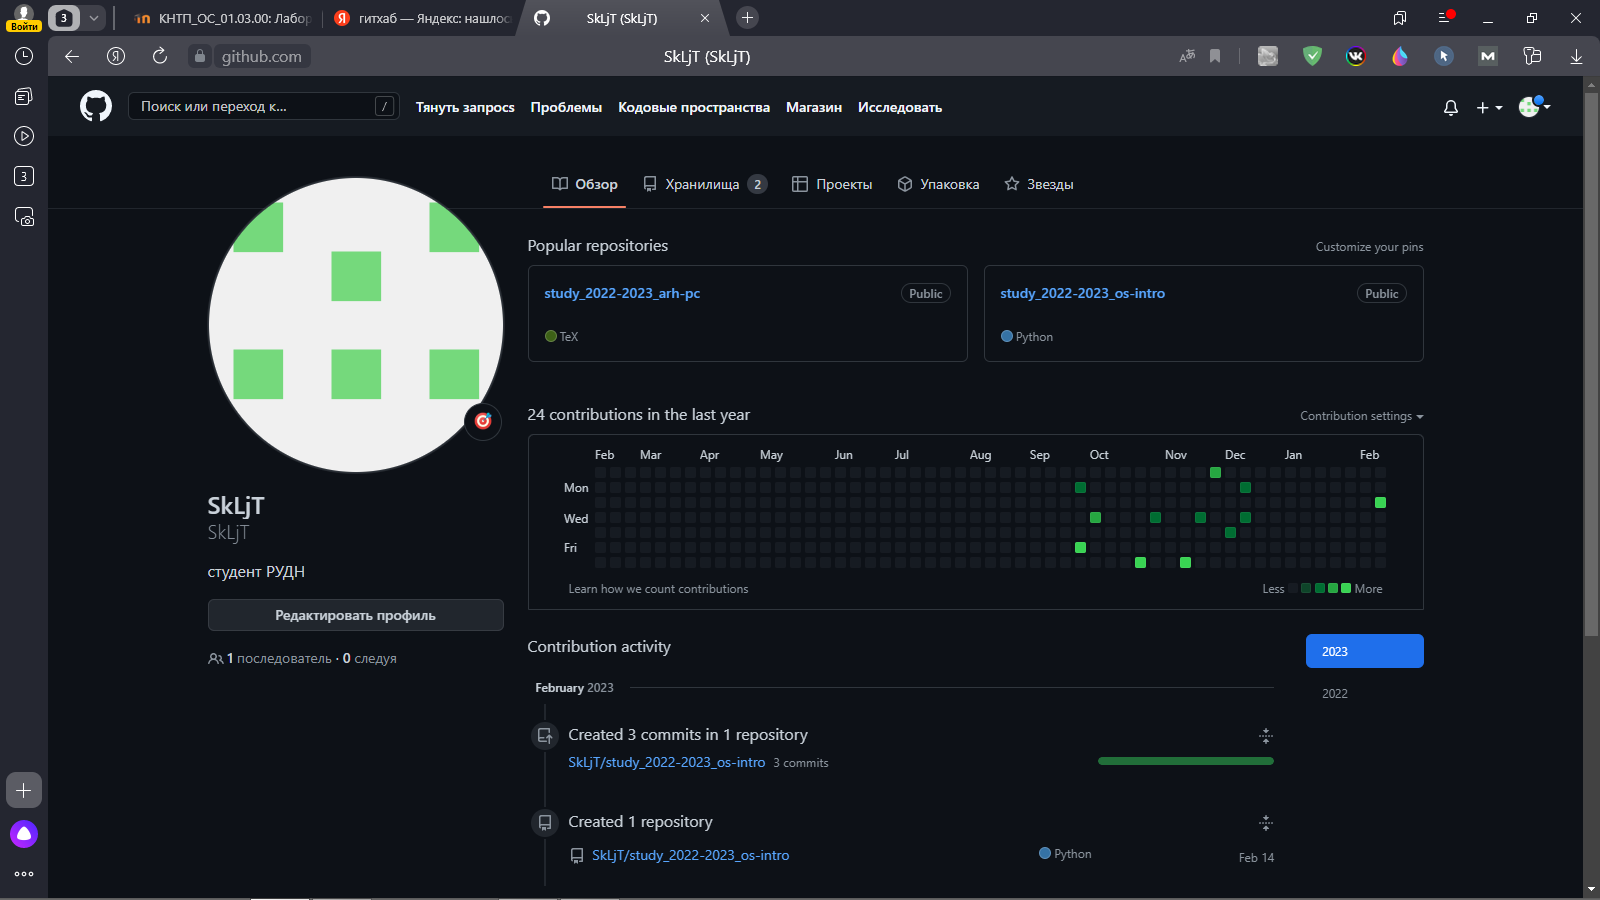 3
КНТП_ОС_01.03.00: Лабор
Я
гитхаб — Яндекс: нашлос
SkLjT (SkLjT)
Войти
Я
github.com
SkLjT (SkLjT)
M
3
Поиск или переход к... /
Тянуть запросы
Проблемы
Кодовые пространства
Магазин
Исследовать
Обзор
Хранилища 2
Проекты
Упаковка
Звезды
Popular repositories
Customize your pins
study_2022-2023_arh-pc
Public
TeX
study_2022-2023_os-intro
Public
Python
24 contributions in the last year
Contribution settings
Feb Mar Apr May Jun Jul Aug Sep Oct Nov Dec Jan Feb
Mon
Wed
Fri
Learn how we count contributions
Less More
SkLjT
SkLjT
студент РУДН
Редактировать профиль
1 последователь · 0 следуя
Contribution activity
2023
2022
February 2023
Created 3 commits in 1 repository
SkLjT/study_2022-2023_os-intro 3 commits
Created 1 repository
SkLjT/study_2022-2023_os-intro
Python
Feb 14